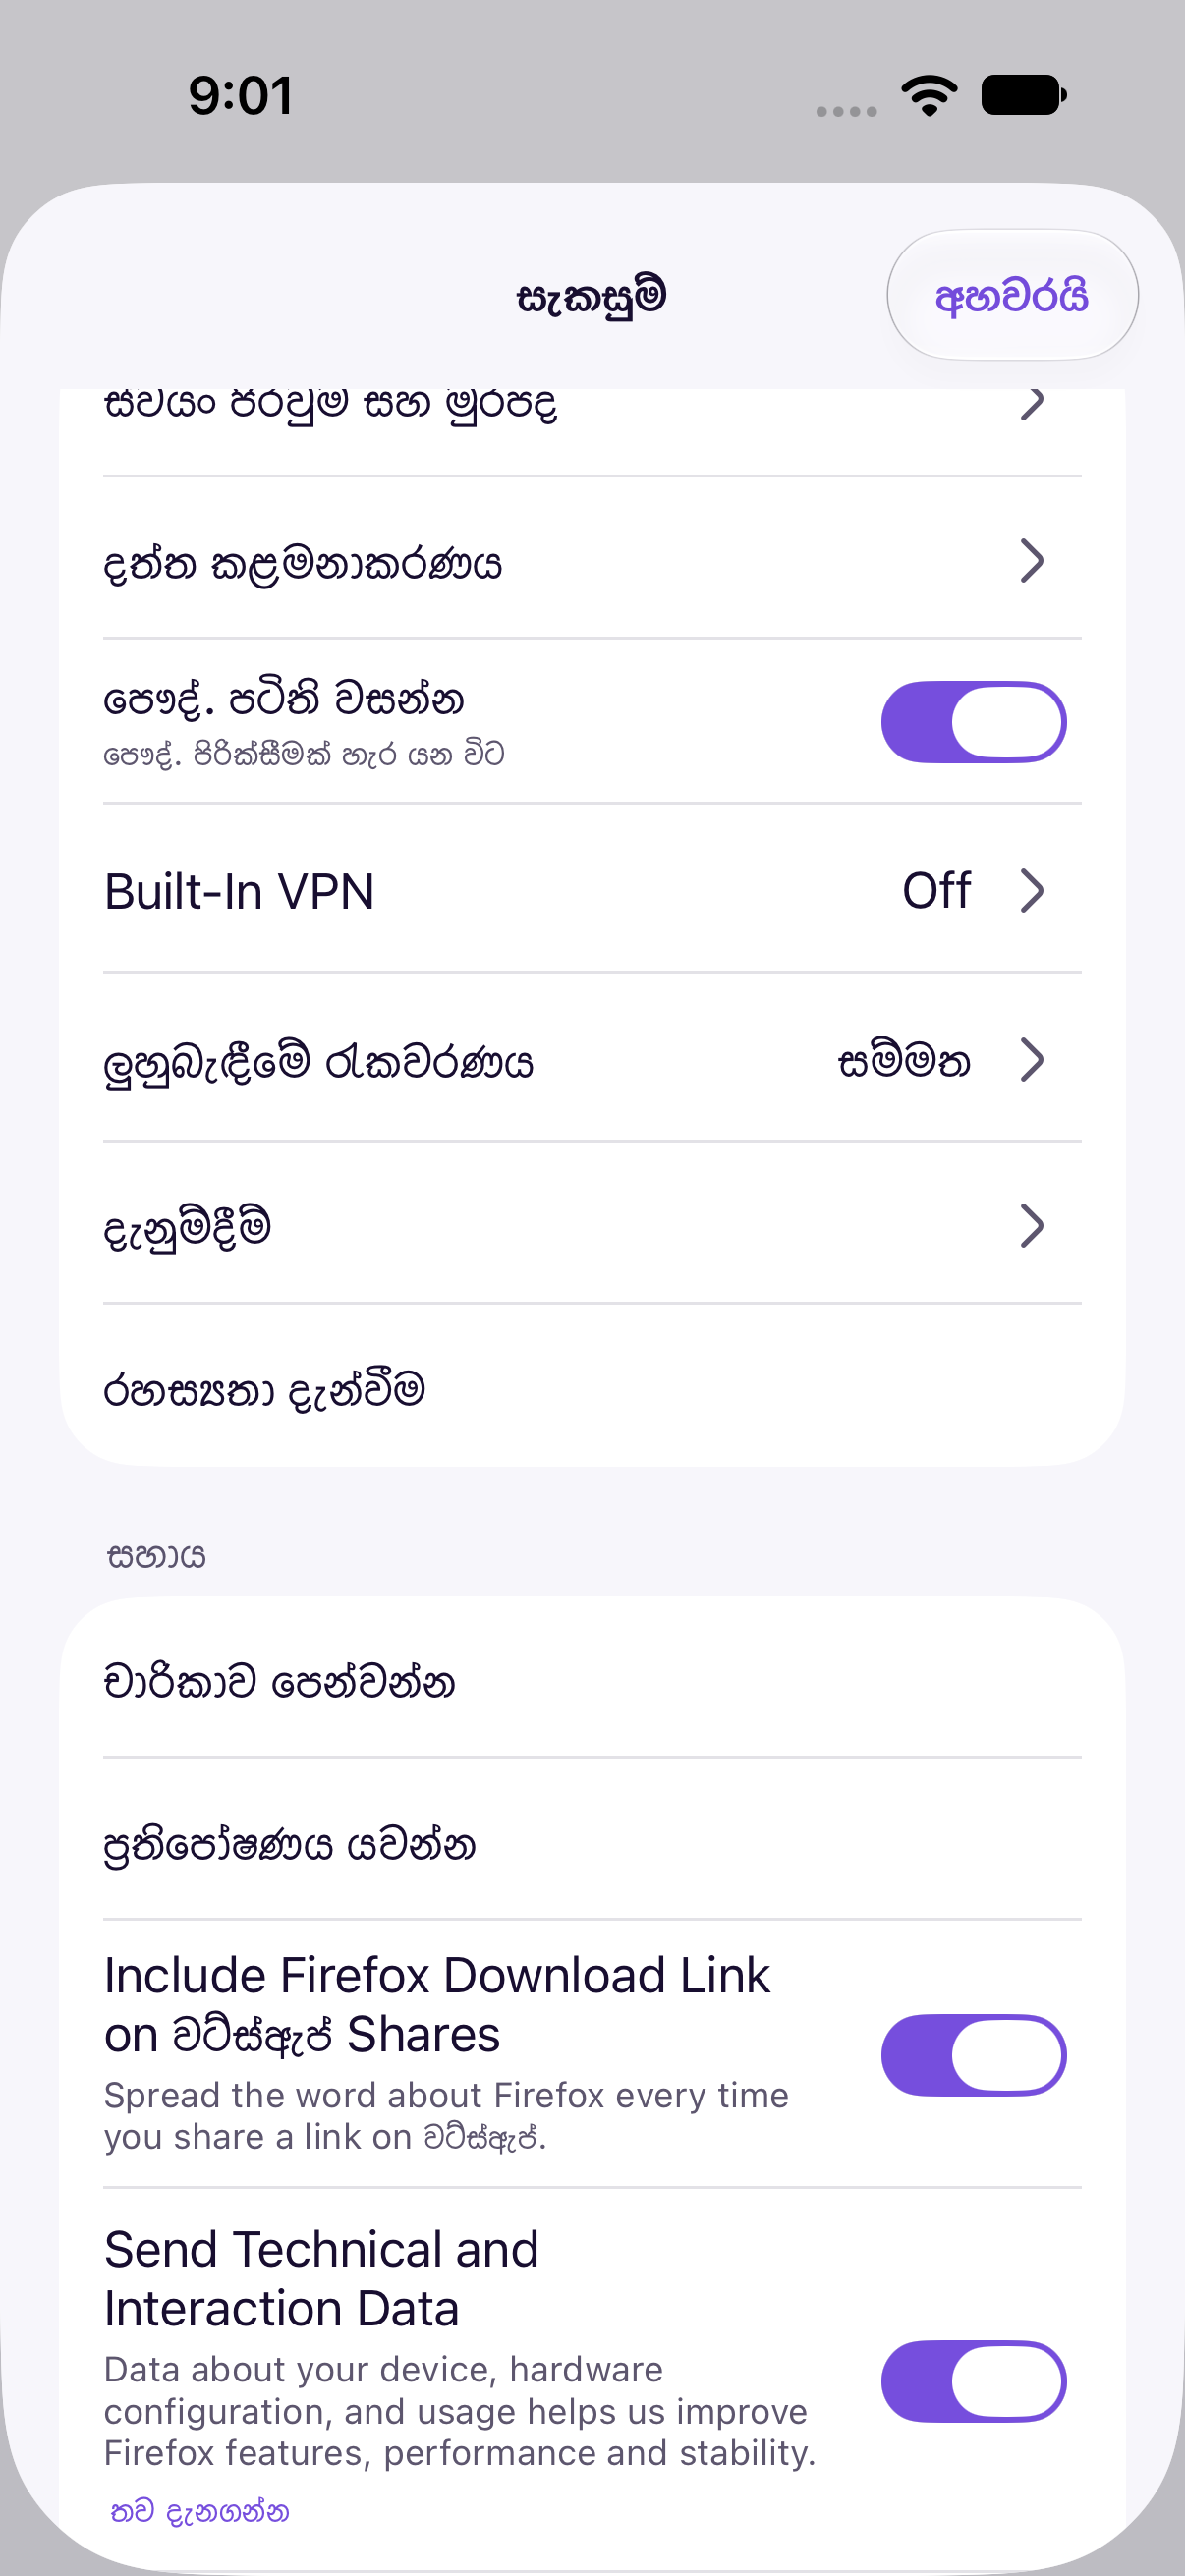 9:01
සැකසුම්
අහවරයි
ස්වයං පිරවුම් සහ මුරපද
දත්ත කළමනාකරණය
පෞද්. පටිති වසන්න
පෞද්. පිරික්සීමක් හැර යන විට
Built-In VPN
Off
ලුහුබැඳීමේ රැකවරණය
සම්මත
දැනුම්දීම්
රහස්‍යතා දැන්වීම
සහාය
චාරිකාව පෙන්වන්න
ප්‍රතිපෝෂණය යවන්න
Include Firefox Download Link
on වට්ස්ඇප් Shares
Spread the word about Firefox every time
you share a link on වට්ස්ඇප්.
Send Technical and
Interaction Data
Data about your device, hardware
configuration, and usage helps us improve
Firefox features, performance and stability.
තව දැනගන්න